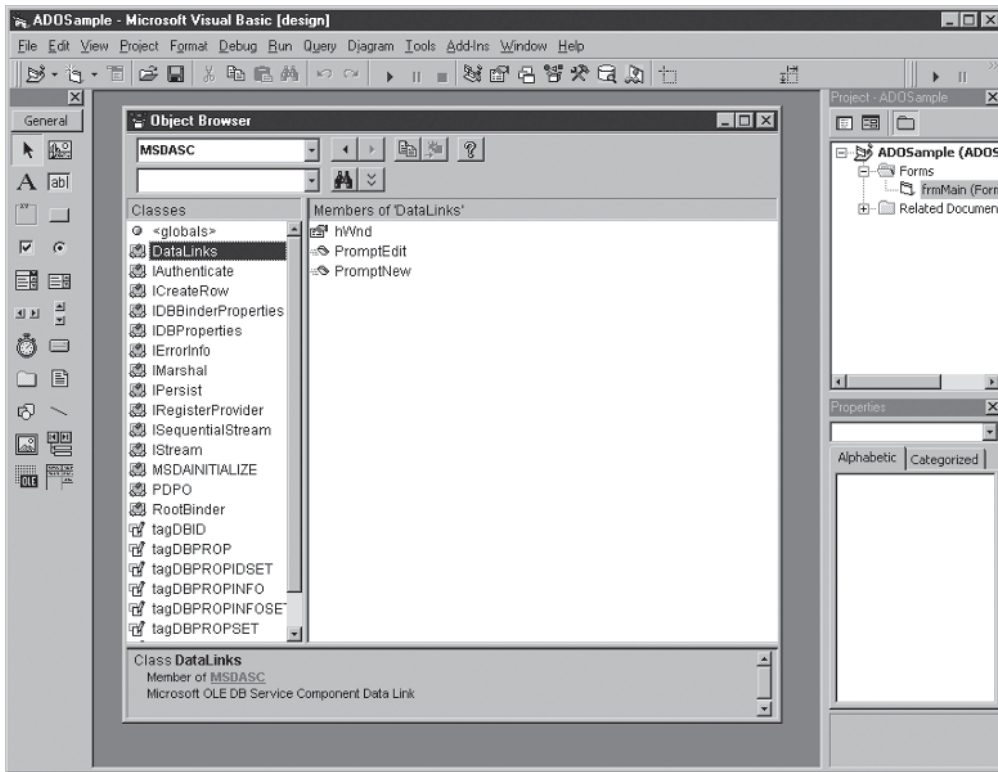 ADOSample - Microsoft Visual Basic [design]
File Edit View Project Format Debug Run Query Diagram Tools Add-Ins Window Help
General
A ab|
xy
OLE
Object Browser
MSDASC
Classes
<globals>
DataLinks
IAuthenticate
ICreateRow
IDBBinderProperties
IDBProperties
IErrorInfo
IMarshal
IPersist
IRegisterProvider
ISequentialStream
IStream
MSDAINITIALIZE
PDPO
RootBinder
tagDBID
tagDBPROP
tagDBPROPIDSET
tagDBPROPINFO
tagDBPROPINFOSET
tagDBPROPSET
Members of 'DataLinks'
hWnd
PromptEdit
PromptNew
Class DataLinks
Member of MSDASC
Microsoft OLE DB Service Component Data Link
Project - ADOSample
ADOSample (ADOS
Forms
frmMain (Form
Related Documen
Properties
Alphabetic Categorized